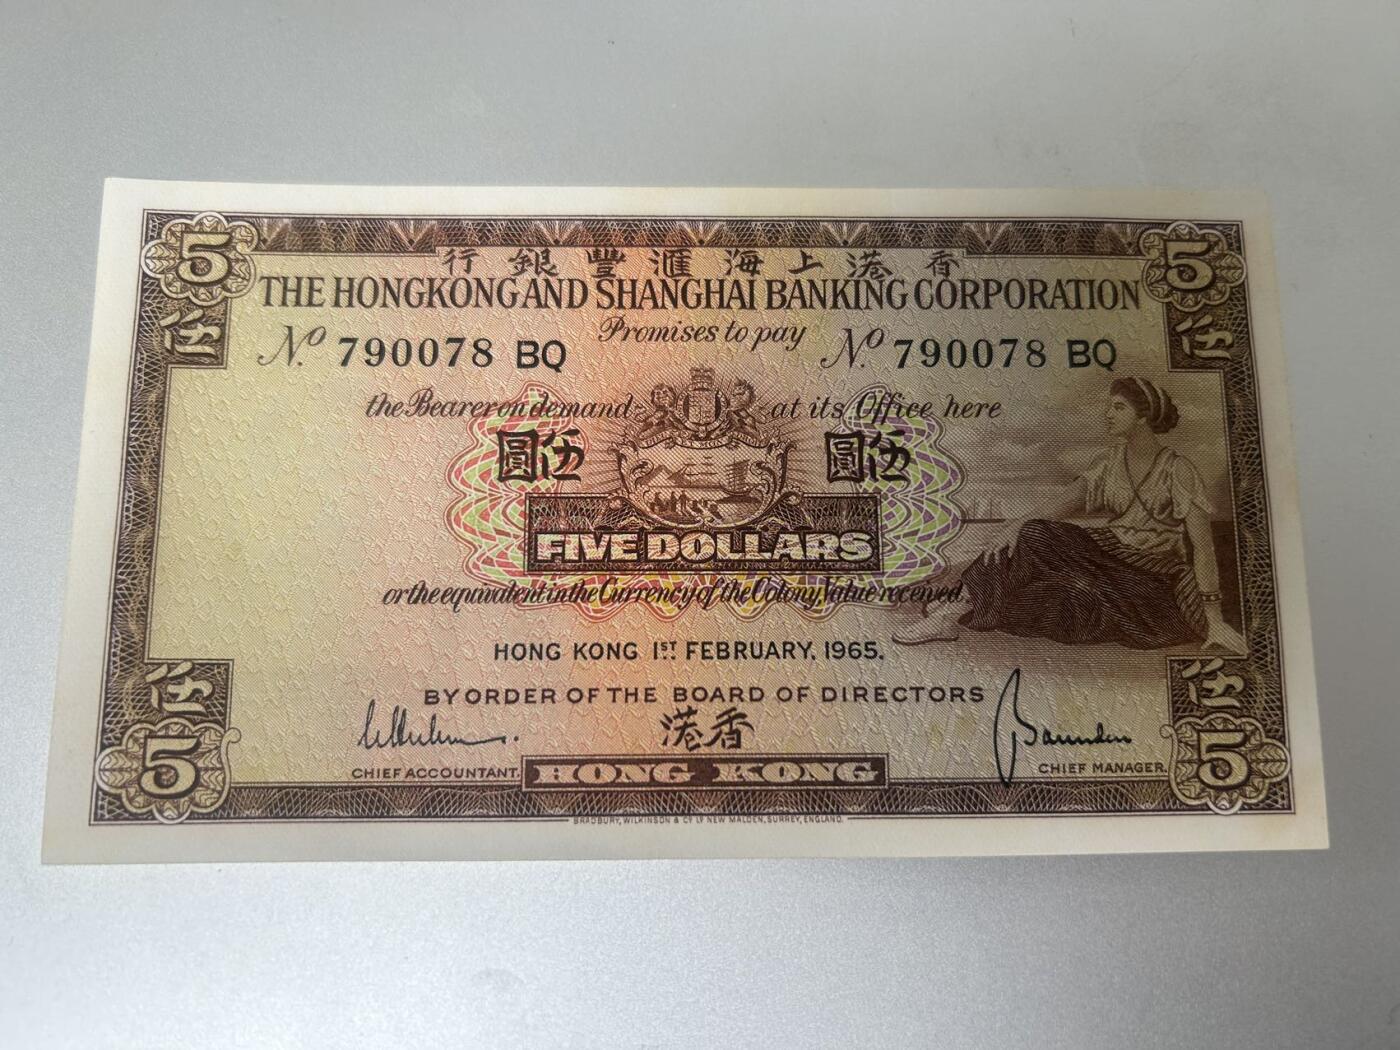 5
伍
行銀豐滙海上港香
5
伍
THE HONGKONG AND SHANGHAI BANKING CORPORATION
Promises to pay
No 790078 BQ
No 790078 BQ
the Bearer on demand at its Office here
圓伍
圓伍
FIVE DOLLARS
or the equivalent in the Currency of the Colony, Value received.
HONG KONG 1ST FEBRUARY, 1965.
BY ORDER OF THE BOARD OF DIRECTORS
港香
伍
5
伍
5
CHIEF ACCOUNTANT.
HONG KONG
CHIEF MANAGER.
BRADBURY, WILKINSON & Co Ld NEW MALDEN, SURREY, ENGLAND.